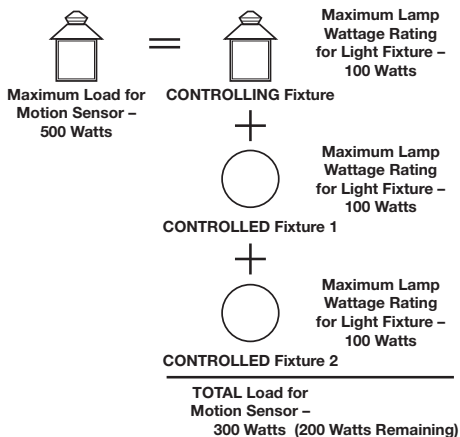 Maximum Load for
Motion Sensor –
500 Watts
CONTROLLING Fixture
Maximum Lamp
Wattage Rating
for Light Fixture –
100 Watts
CONTROLLED Fixture 1
Maximum Lamp
Wattage Rating
for Light Fixture –
100 Watts
CONTROLLED Fixture 2
Maximum Lamp
Wattage Rating
for Light Fixture –
100 Watts
TOTAL Load for
Motion Sensor –
300 Watts (200 Watts Remaining)